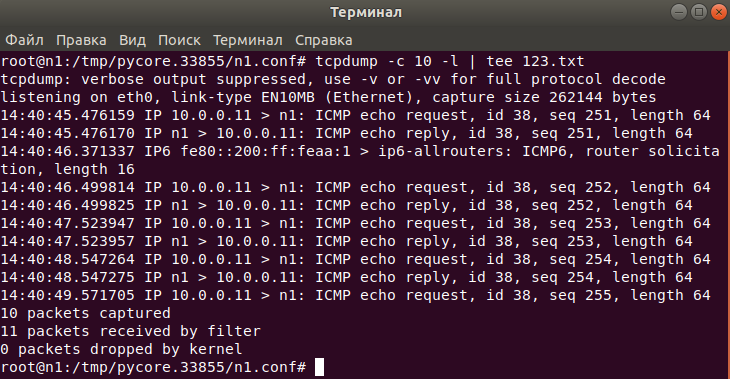 Терминал
Файл Правка Вид Поиск Терминал Справка
root@n1:/tmp/pycore.33855/n1.conf# tcpdump -c 10 -l | tee 123.txt
tcpdump: verbose output suppressed, use -v or -vv for full protocol decode
listening on eth0, link-type EN10MB (Ethernet), capture size 262144 bytes
14:40:45.476159 IP 10.0.0.11 > n1: ICMP echo request, id 38, seq 251, length 64
14:40:45.476170 IP n1 > 10.0.0.11: ICMP echo reply, id 38, seq 251, length 64
14:40:46.371337 IP6 fe80::200:ff:feaa:1 > ip6-allrouters: ICMP6, router solicita
tion, length 16
14:40:46.499814 IP 10.0.0.11 > n1: ICMP echo request, id 38, seq 252, length 64
14:40:46.499825 IP n1 > 10.0.0.11: ICMP echo reply, id 38, seq 252, length 64
14:40:47.523947 IP 10.0.0.11 > n1: ICMP echo request, id 38, seq 253, length 64
14:40:47.523957 IP n1 > 10.0.0.11: ICMP echo reply, id 38, seq 253, length 64
14:40:48.547264 IP 10.0.0.11 > n1: ICMP echo request, id 38, seq 254, length 64
14:40:48.547275 IP n1 > 10.0.0.11: ICMP echo reply, id 38, seq 254, length 64
14:40:49.571705 IP 10.0.0.11 > n1: ICMP echo request, id 38, seq 255, length 64
10 packets captured
11 packets received by filter
0 packets dropped by kernel
root@n1:/tmp/pycore.33855/n1.conf#